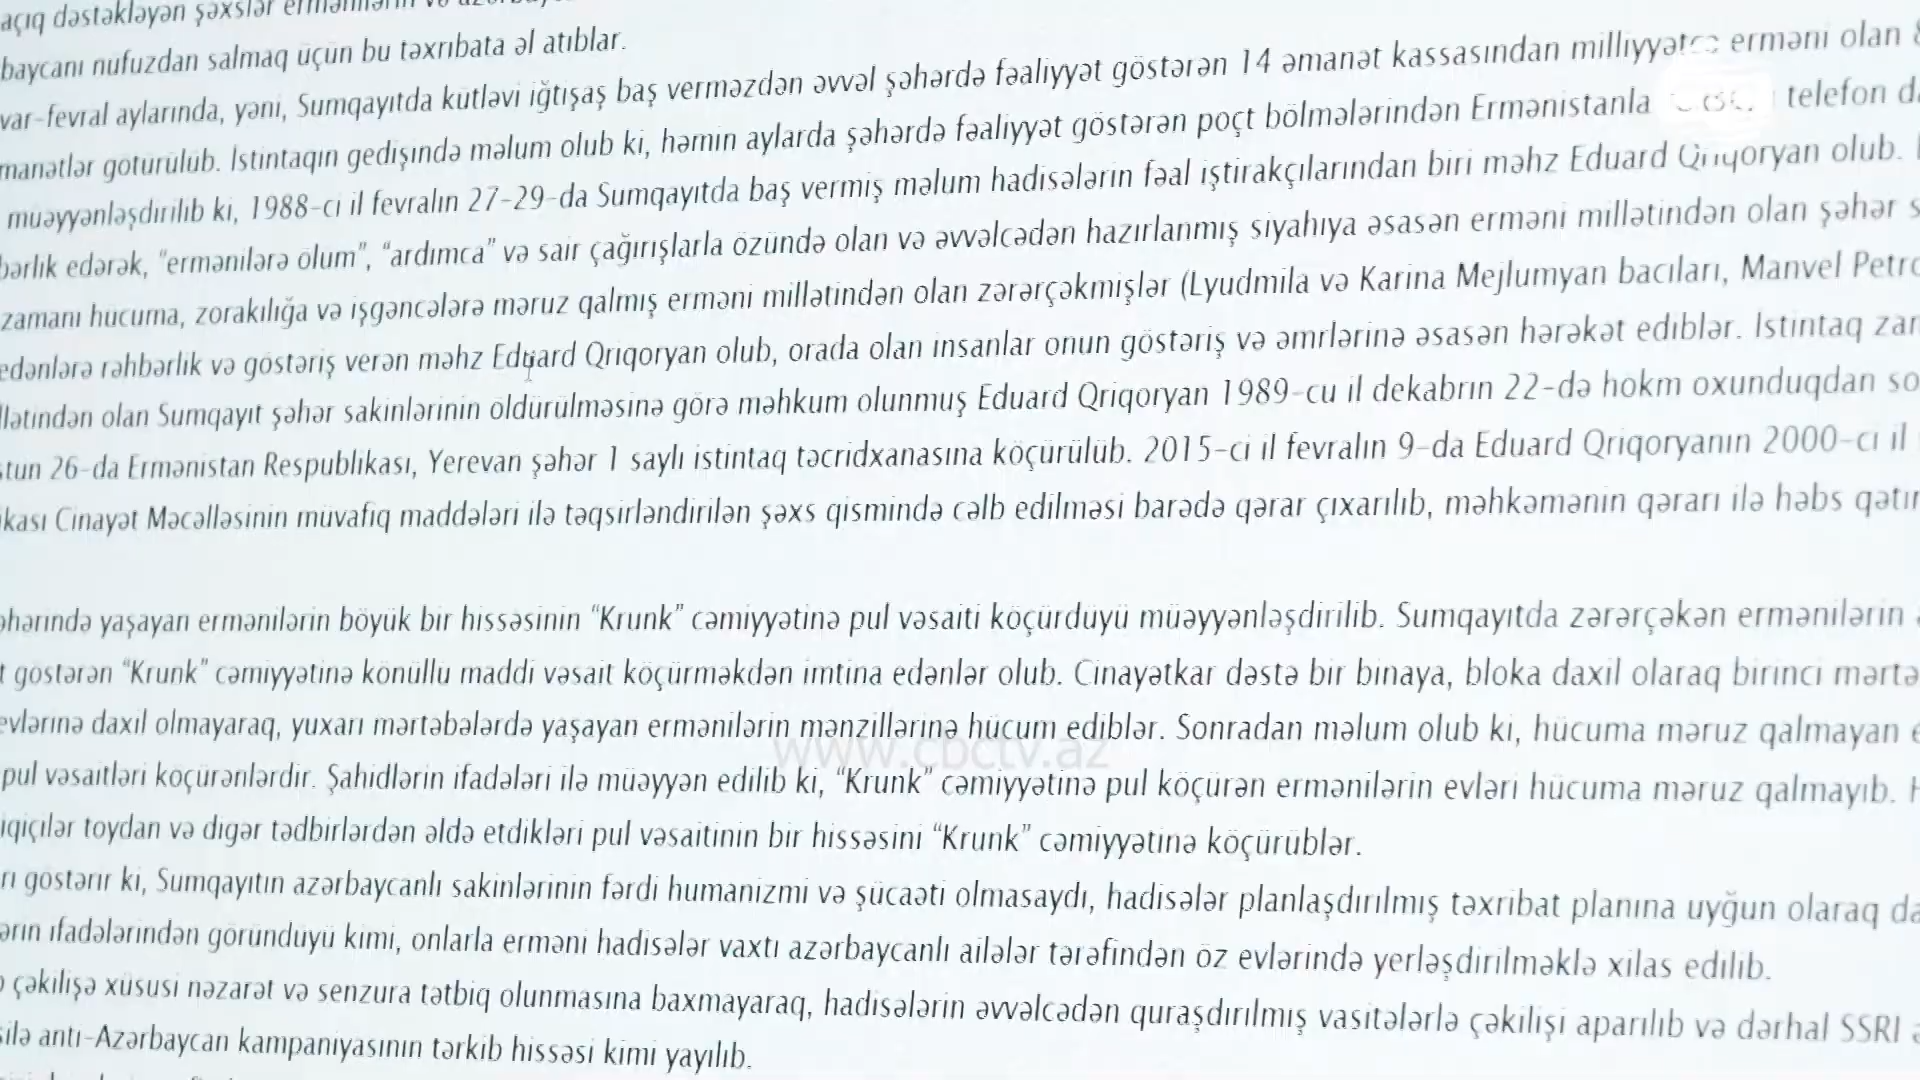 açıq dəstəkləyən şəxslər ermənilərin və
baycanı nüfuzdan salmaq üçün bu təxribata əl atıblar.
var-fevral aylarında, yəni, Sumqayıtda kütləvi iğtişaş baş verməzdən əvvəl şəhərdə fəaliyyət göstərən 14 əmanət kassasından milliyyətcə erməni olan
manatlar götürülüb. İstintaqın gedişində məlum olub ki, həmin aylarda şəhərdə fəaliyyət göstərən poçt bölmələrindən Ermənistanla telefon da
müəyyənləşdirilib ki, 1988-ci il fevralın 27-29-da Sumqayıtda baş vermiş məlum hadisələrin fəal iştirakçılarından biri məhz Eduard Qriqoryan olub.
bərlik edərək, "ermənilərə ölüm", "ardımca" və sair çağırışlarla özündə olan və əvvəlcədən hazırlanmış siyahıya əsasən erməni millətindən olan şəhər s
zamanı hücuma, zorakılığa və işgəncələrə məruz qalmış erməni millətindən olan zərərçəkmişlər (Lyudmila və Karina Mejlumyan bacıları, Manvel Petro
edənlərə rəhbərlik və göstəriş verən məhz Eduard Qriqoryan olub, orada olan insanlar onun göstəriş və əmrlərinə əsasən hərəkət ediblər. İstintaq zam
llətindən olan Sumqayıt şəhər sakinlərinin öldürülməsinə görə məhkum olunmuş Eduard Qriqoryan 1989-cu il dekabrın 22-də hökm oxunduqdan so
stun 26-da Ermənistan Respublikası, Yerevan şəhər 1 saylı istintaq təcridxanasına köçürülüb. 2015-ci il fevralın 9-da Eduard Qriqoryanın 2000-ci il
ikası Cinayət Məcəlləsinin müvafiq maddələri ilə təqsirləndirilən şəxs qismində cəlb edilməsi barədə qərar çıxarılıb, məhkəmənin qərarı ilə həbs qətim
əhərində yaşayan ermənilərin böyük bir hissəsinin “Krunk” cəmiyyətinə pul vəsaiti köçürdüyü müəyyənləşdirilib. Sumqayıtda zərərçəkən ermənilərin
t göstərən “Krunk” cəmiyyətinə könüllü maddi vəsait köçürməkdən imtina edənlər olub. Cinayətkar dəstə bir binaya, bloka daxil olaraq birinci mərtə
evlərinə daxil olmayaraq, yuxarı mərtəbələrdə yaşayan ermənilərin mənzillərinə hücum ediblər. Sonradan məlum olub ki, hücuma məruz qalmayan e
www.cbctv.az
pul vəsaitləri köçürənlərdir. Şahidlərin ifadələri ilə müəyyən edilib ki, “Krunk” cəmiyyətinə pul köçürən ermənilərin evləri hücuma məruz qalmayıb. H
iqiçilər toydan və digər tədbirlərdən əldə etdikləri pul vəsaitinin bir hissəsini “Krunk” cəmiyyətinə köçürüblər.
rı göstərir ki, Sumqayıtın azərbaycanlı sakinlərinin fərdi humanizmi və şücaəti olmasaydı, hadisələr planlaşdırılmış təxribat planına uyğun olaraq da
ərin ifadələrindən göründüyü kimi, onlarla erməni hadisələr vaxtı azərbaycanlı ailələr tərəfindən öz evlərində yerləşdirilməklə xilas edilib.
çəkilişə xüsusi nəzarət və senzura tətbiq olunmasına baxmayaraq, hadisələrin əvvəlcədən quraşdırılmış vasitələrlə çəkilişi aparılıb və dərhal SSRİ
silə anti-Azərbaycan kampaniyasının tərkib hissəsi kimi yayılıb.